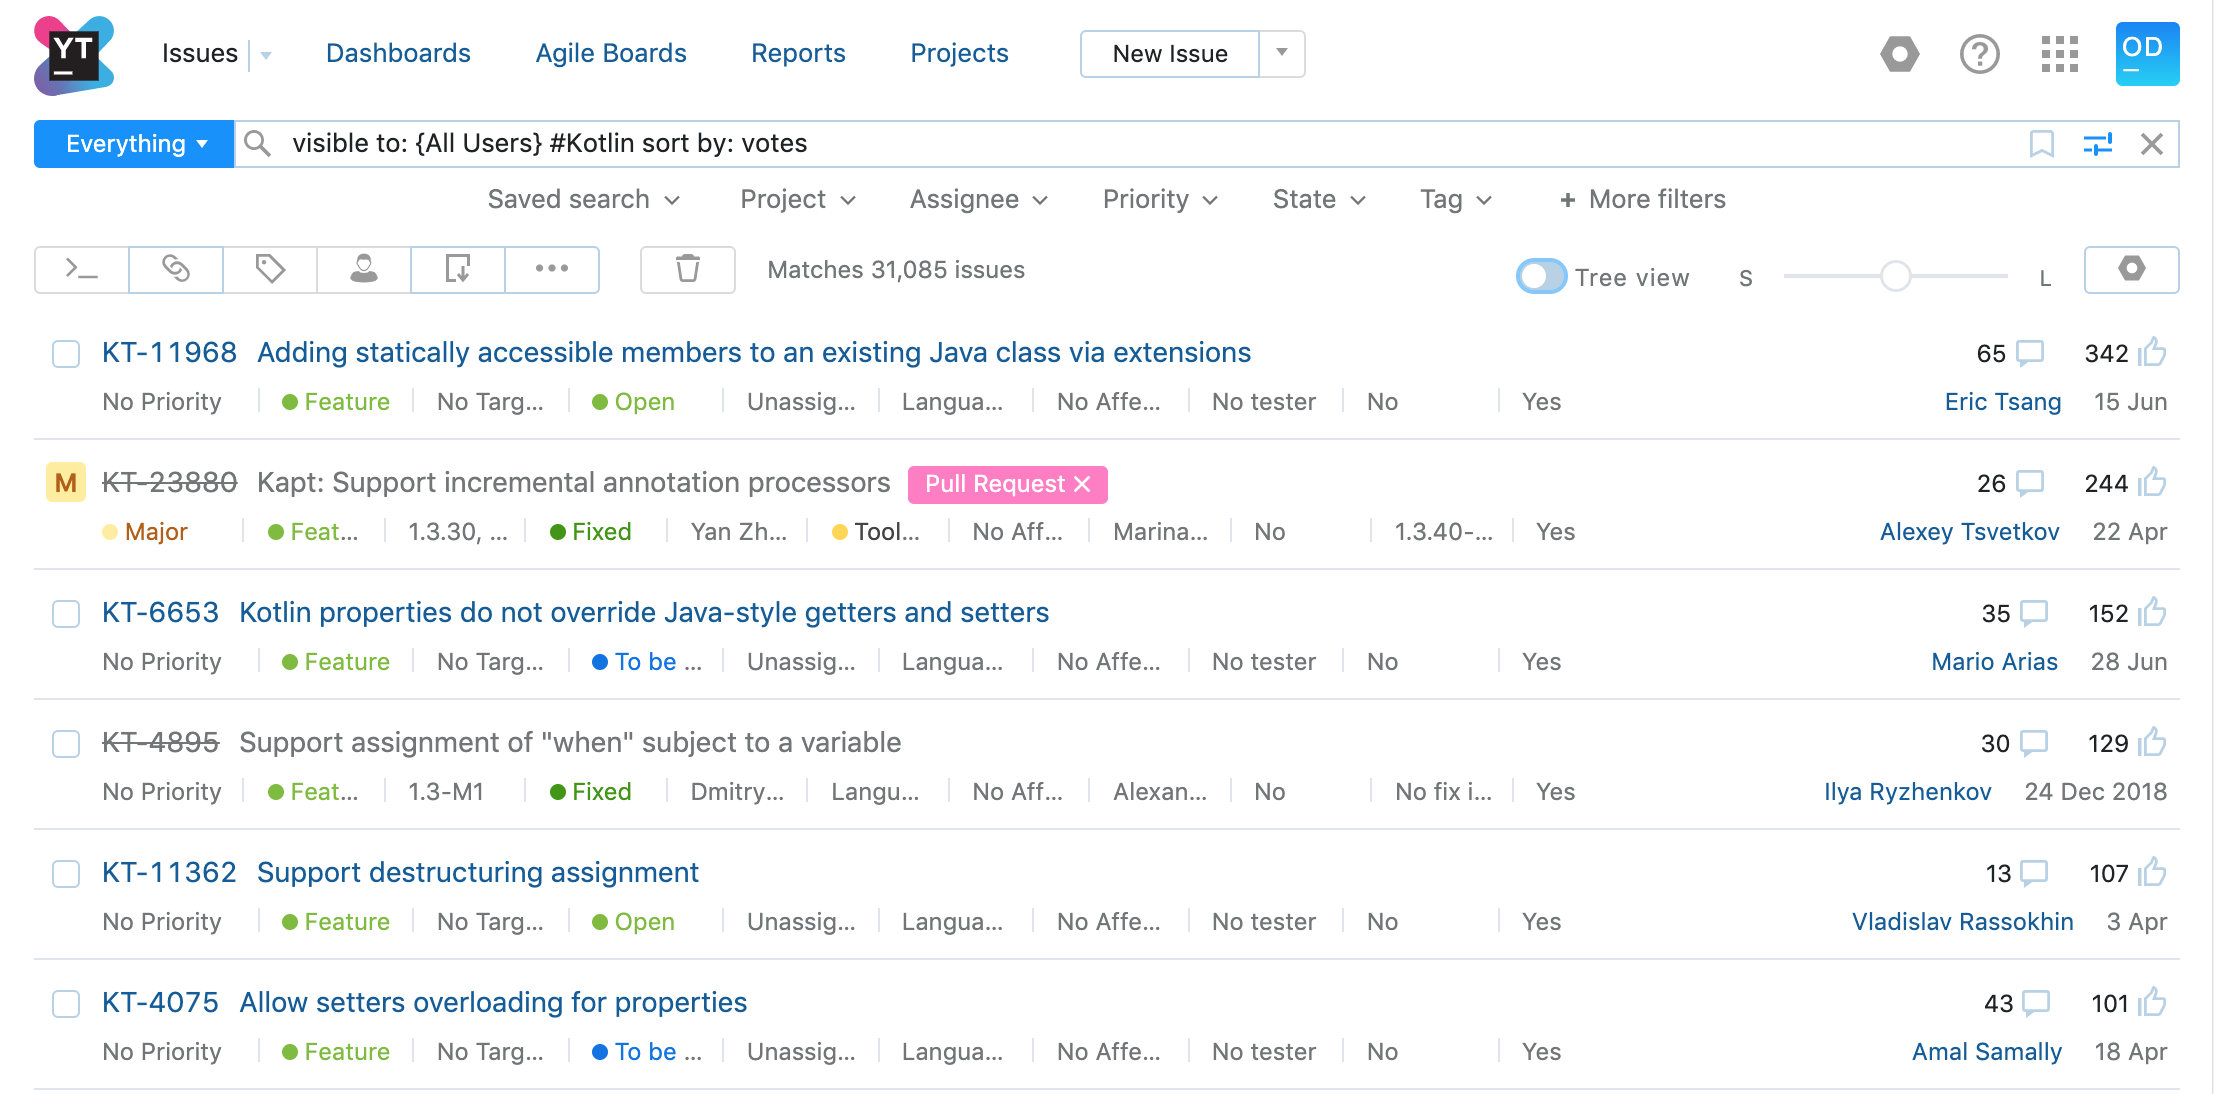 YT Issues Dashboards Agile Boards Reports Projects New Issue OD
Everything visible to: {All Users} #Kotlin sort by: votes
Saved search Project Assignee Priority State Tag + More filters
Matches 31,085 issues Tree view S L
KT-11968 Adding statically accessible members to an existing Java class via extensions 65 342
No Priority Feature No Targ... Open Unassig... Langua... No Affe... No tester No Yes Eric Tsang 15 Jun
M KT-23880 Kapt: Support incremental annotation processors Pull Request 26 244
Major Feat... 1.3.30, ... Fixed Yan Zh... Tool... No Aff... Marina... No 1.3.40-... Yes Alexey Tsvetkov 22 Apr
KT-6653 Kotlin properties do not override Java-style getters and setters 35 152
No Priority Feature No Targ... To be ... Unassig... Langua... No Affe... No tester No Yes Mario Arias 28 Jun
KT-4895 Support assignment of "when" subject to a variable 30 129
No Priority Feat... 1.3-M1 Fixed Dmitry... Langu... No Aff... Alexan... No No fix i... Yes Ilya Ryzhenkov 24 Dec 2018
KT-11362 Support destructuring assignment 13 107
No Priority Feature No Targ... Open Unassig... Langua... No Affe... No tester No Yes Vladislav Rassokhin 3 Apr
KT-4075 Allow setters overloading for properties 43 101
No Priority Feature No Targ... To be ... Unassig... Langua... No Affe... No tester No Yes Amal Samally 18 Apr